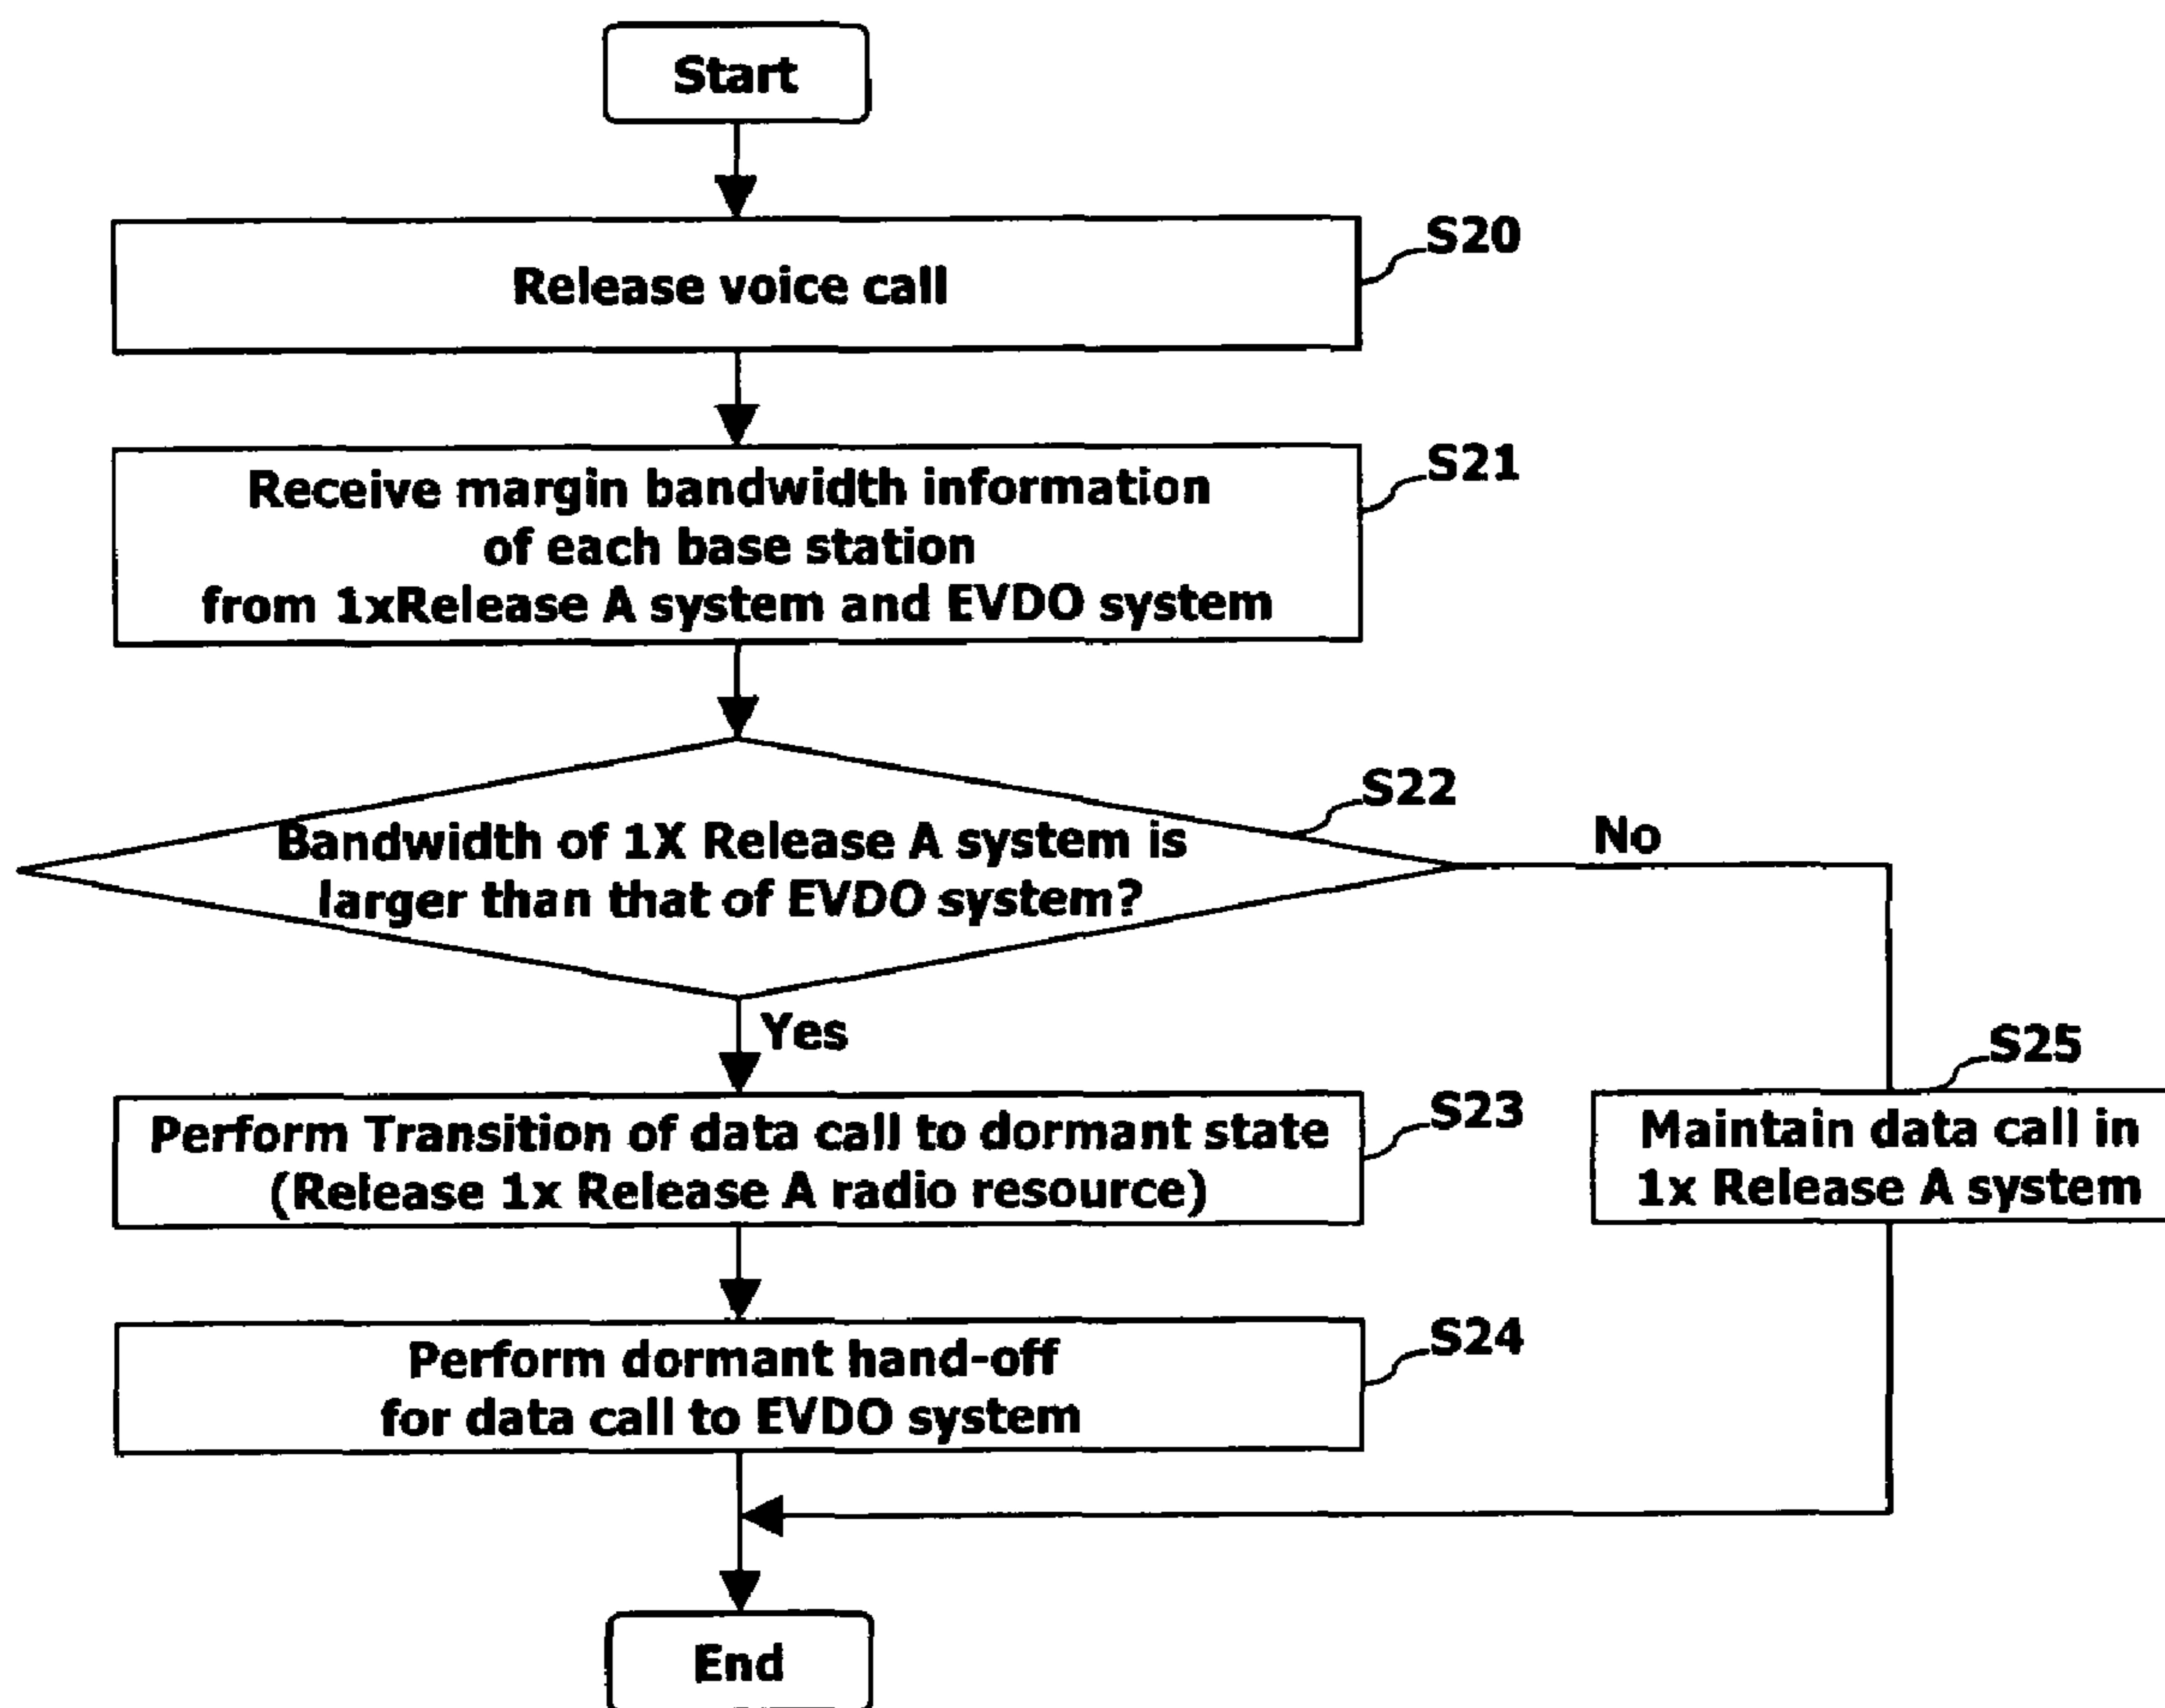 Start
S20
Release voice call
S21
Receive margin bandwidth information
of each base station
from 1xRelease A system and EVDO system
S22
Bandwidth of 1X Release A system is
larger than that of EVDO system?
No
Yes
S23
Perform Transition of data call to dormant state
(Release 1x Release A radio resource)
S25
Maintain data call in
1x Release A system
S24
Perform dormant hand-off
for data call to EVDO system
End